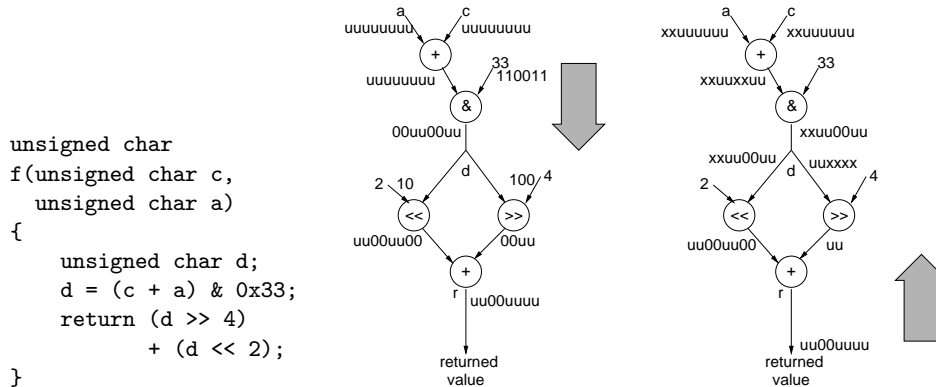 unsigned char
f(unsigned char c,
unsigned char a)
{
unsigned char d;
d = (c + a) & 0x33;
return (d >> 4)
+ (d << 2);
}
a c
uuuuuuuu uuuuuuuu
+
33
uuuuuuuu 110011
&
00uu00uu
d
2 10 100 4
<< >>
uu00uu00 00uu
+
r
uu00uuuu
returned
value
a c
xxuuuuuu xxuuuuuu
+
33
xxuuxxuu
&
xxuu00uu
xxuu00uu uuxxxx
d
2 4
<< >>
uu00uu00 uu
+
r
uu00uuuu
returned
value